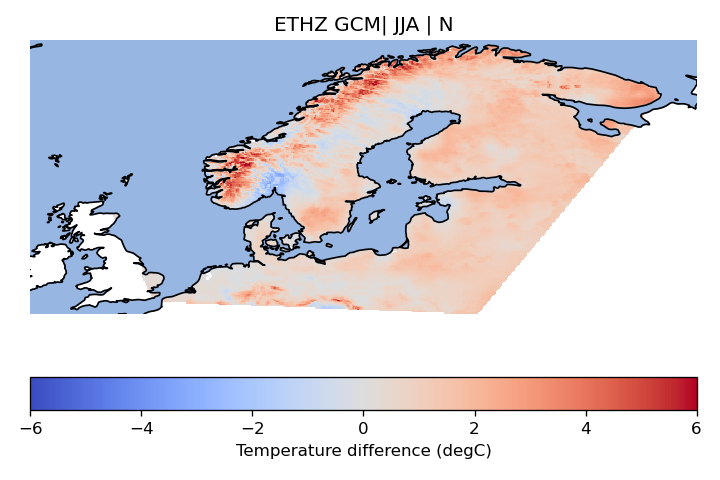 ETHZ GCM| JJA | N
−6 −4 −2 0 2 4 6
Temperature difference (degC)